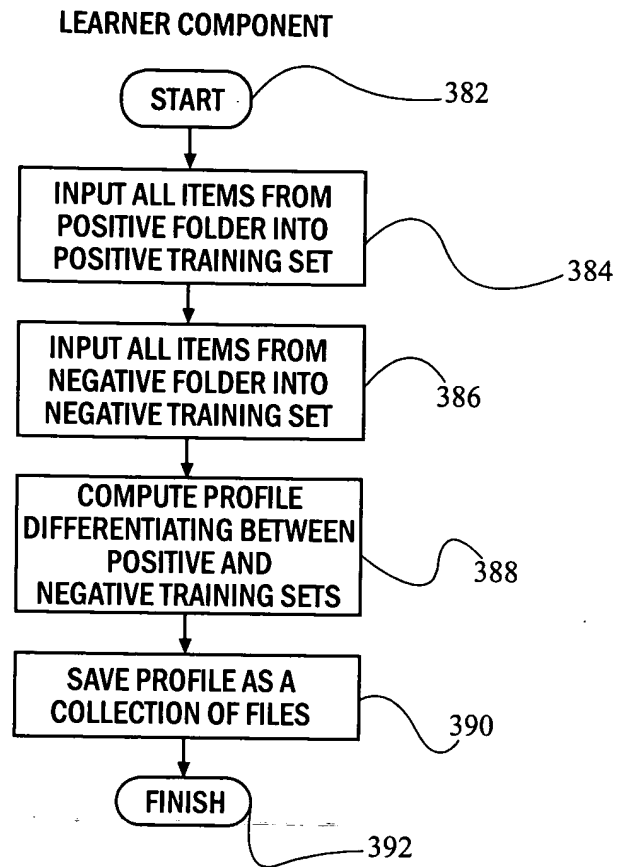 LEARNER COMPONENT
START
382
INPUT ALL ITEMS FROM
POSITIVE FOLDER INTO
POSITIVE TRAINING SET
384
INPUT ALL ITEMS FROM
NEGATIVE FOLDER INTO
NEGATIVE TRAINING SET
386
COMPUTE PROFILE
DIFFERENTIATING BETWEEN
POSITIVE AND
NEGATIVE TRAINING SETS
388
SAVE PROFILE AS A
COLLECTION OF FILES
390
FINISH
392